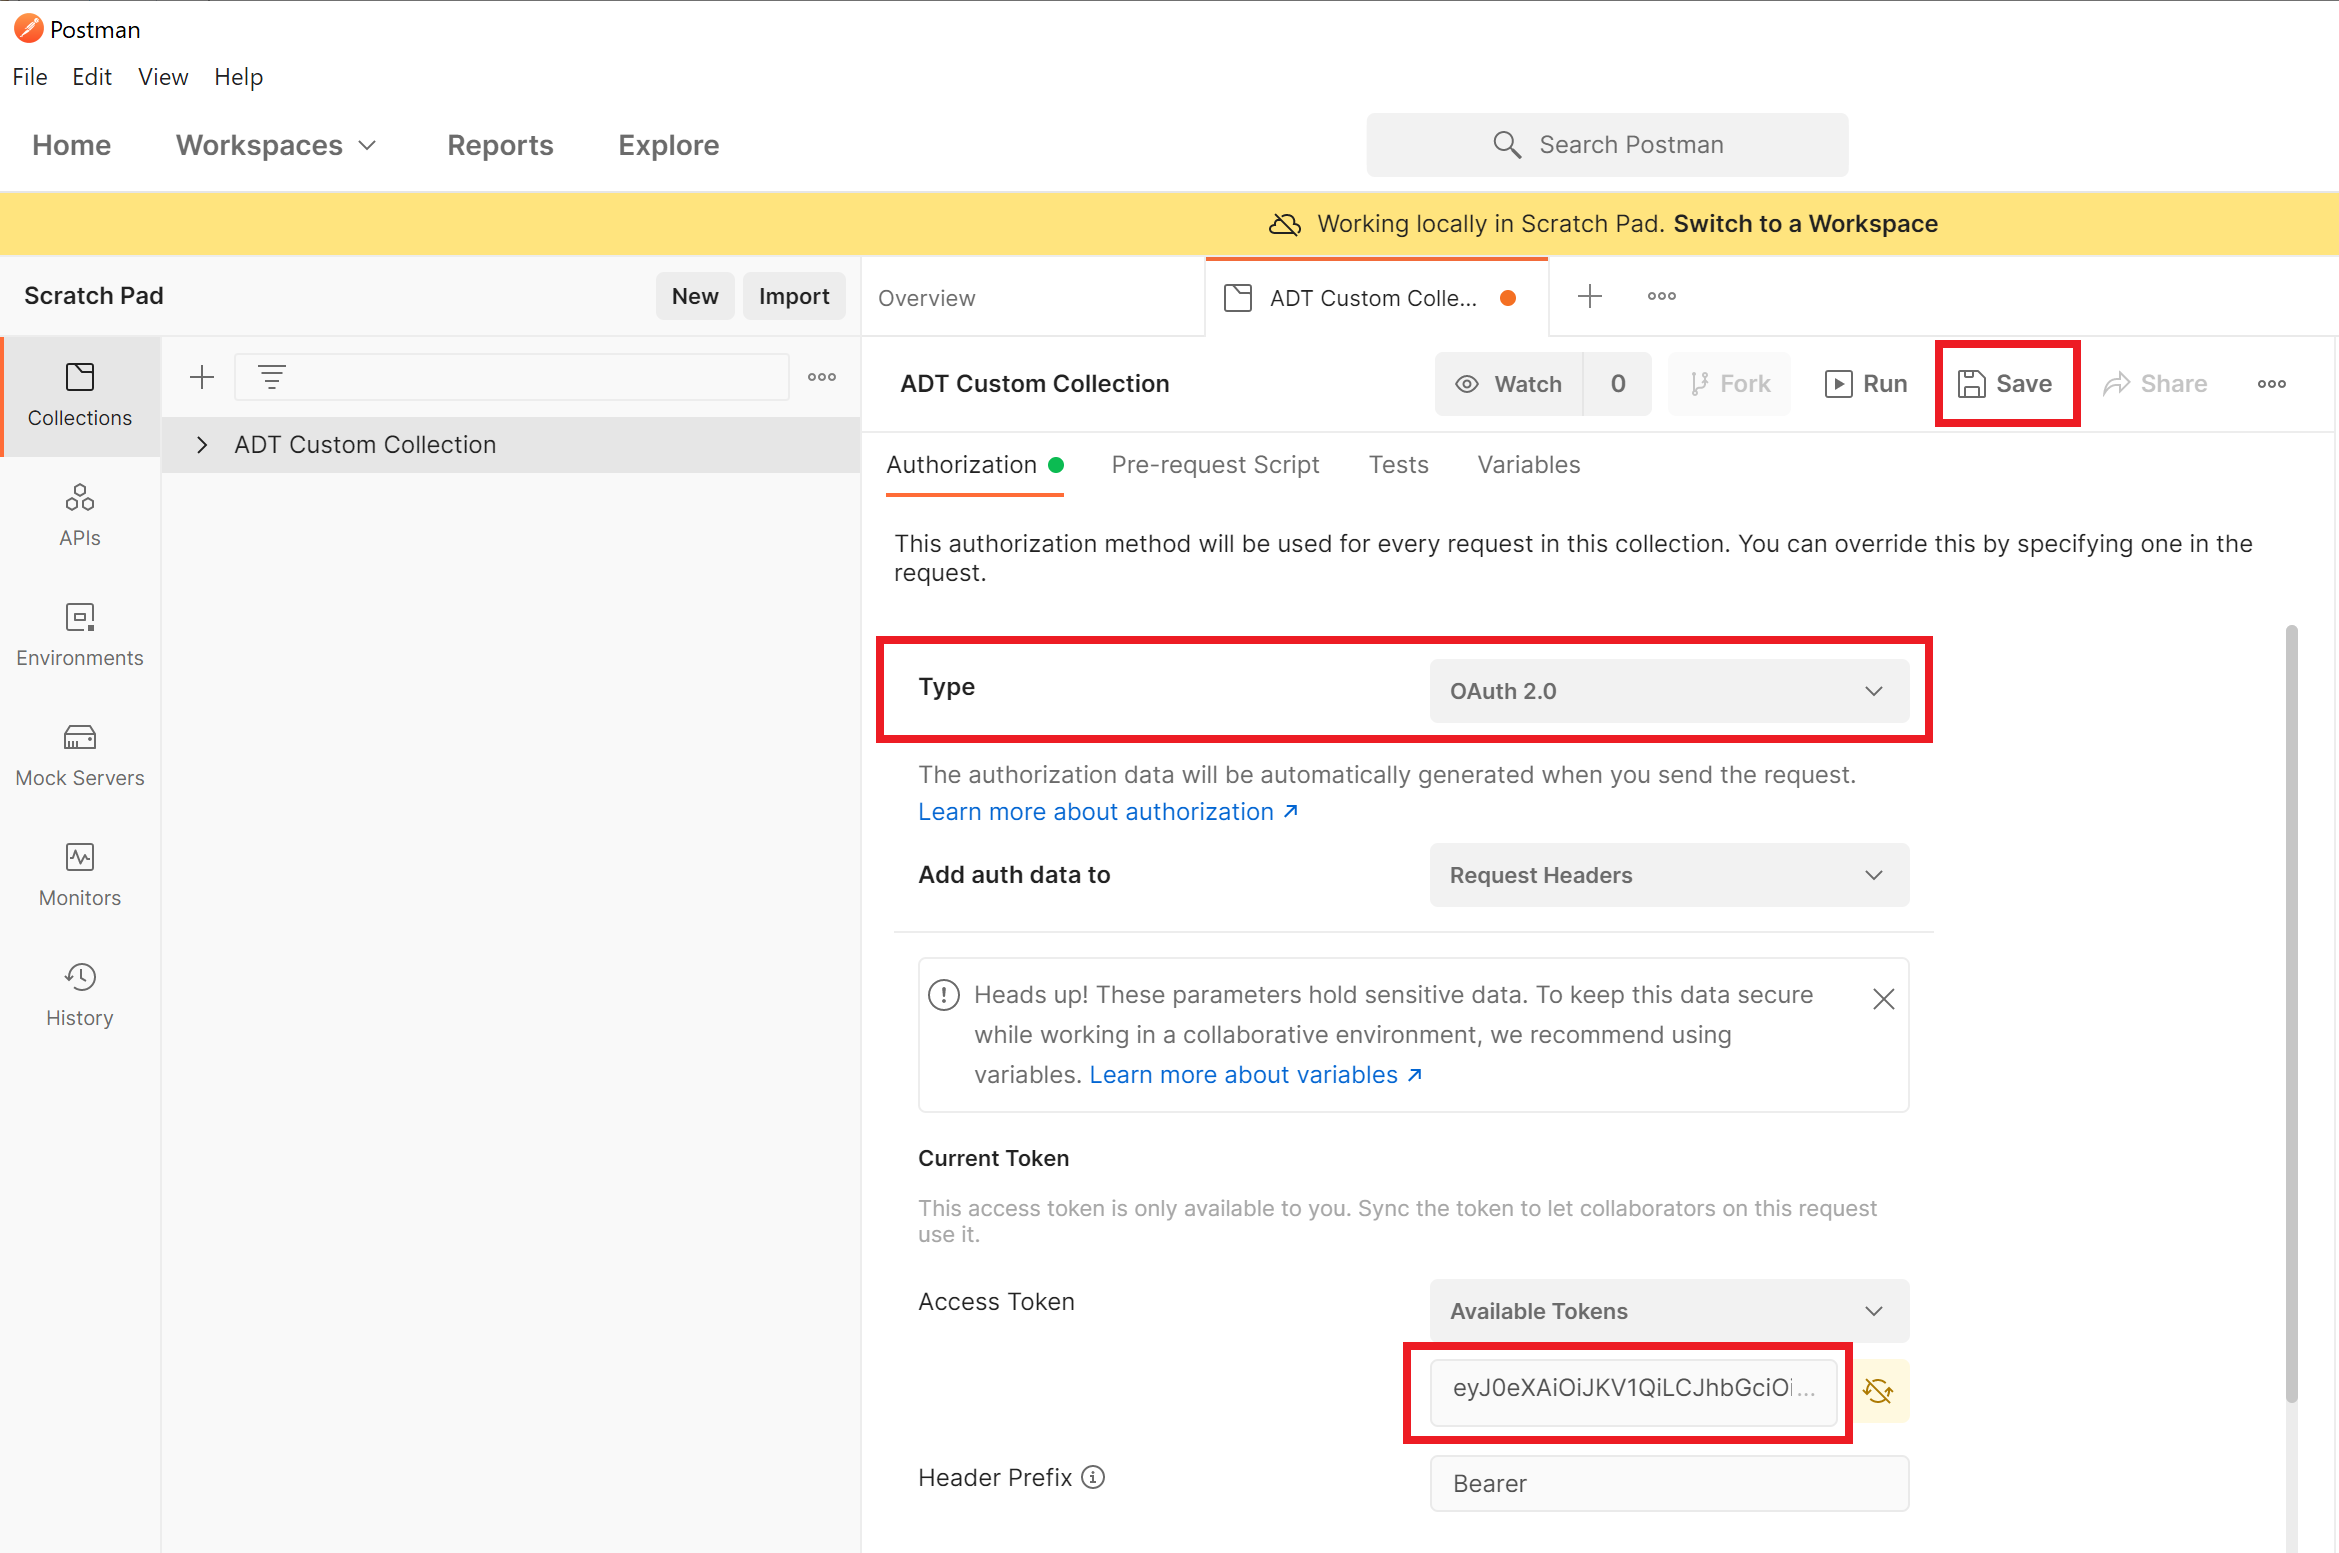 Postman
File Edit View Help
Home Workspaces Reports Explore Search Postman
Working locally in Scratch Pad. Switch to a Workspace
Scratch Pad New Import
Overview ADT Custom Colle...
Collections
ADT Custom Collection
APIs
Environments
Mock Servers
Monitors
History
ADT Custom Collection Watch 0 Fork Run Save Share
Authorization Pre-request Script Tests Variables
This authorization method will be used for every request in this collection. You can override this by specifying one in the
request.
Type OAuth 2.0
The authorization data will be automatically generated when you send the request.
Learn more about authorization ↗
Add auth data to Request Headers
Heads up! These parameters hold sensitive data. To keep this data secure
while working in a collaborative environment, we recommend using
variables. Learn more about variables ↗
Current Token
This access token is only available to you. Sync the token to let collaborators on this request
use it.
Access Token Available Tokens
eyJ0eXAiOiJKV1QiLCJhbGciOi...
Header Prefix Bearer